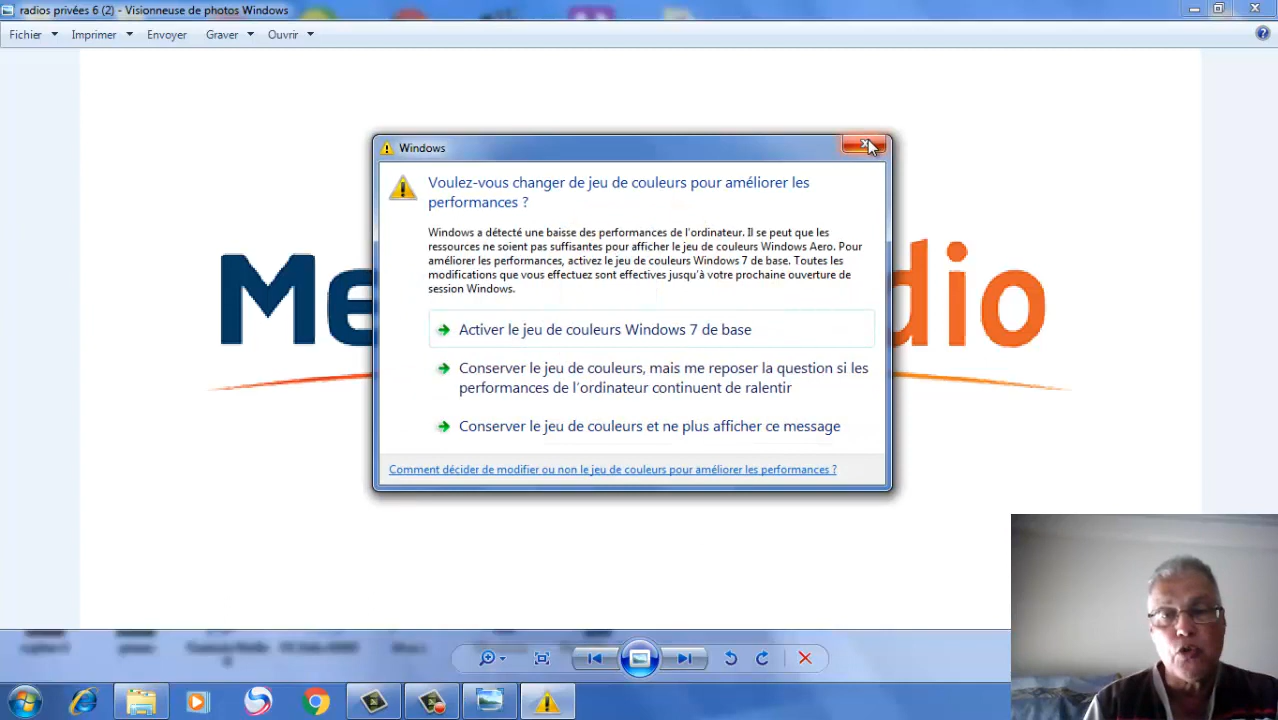 radios privées 6 (2) - Visionneuse de photos Windows
Fichier Imprimer Envoyer Graver Ouvrir
Windows
Voulez-vous changer de jeu de couleurs pour améliorer les
performances ?
Windows a détecté une baisse des performances de l'ordinateur. Il se peut que les
ressources ne soient pas suffisantes pour afficher le jeu de couleurs Windows Aero. Pour
améliorer les performances, activez le jeu de couleurs Windows 7 de base. Toutes les
modifications que vous effectuez sont effectives jusqu'à votre prochaine ouverture de
session Windows.
Activer le jeu de couleurs Windows 7 de base
Conserver le jeu de couleurs, mais me reposer la question si les
performances de l'ordinateur continuent de ralentir
Conserver le jeu de couleurs et ne plus afficher ce message
Comment décider de modifier ou non le jeu de couleurs pour améliorer les performances ?
Me dio